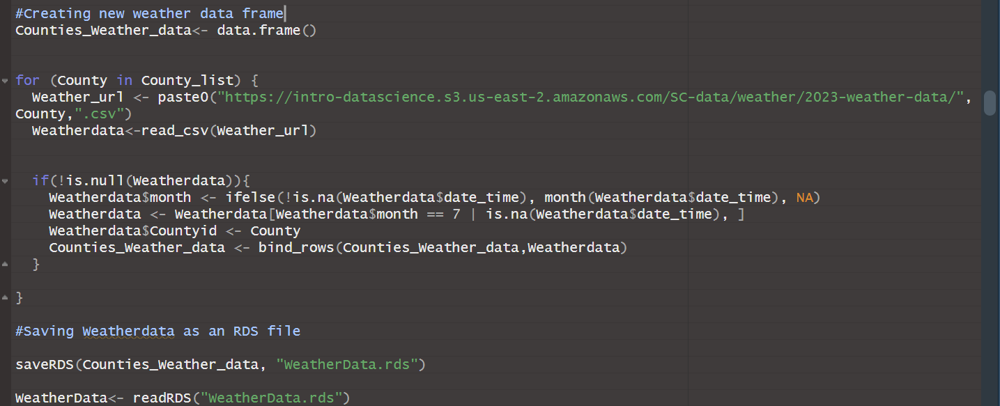 #Creating new weather data frame
Counties_Weather_data<- data.frame()
for (County in County_list) {
  Weather_url <- paste0("https://intro-datascience.s3.us-east-2.amazonaws.com/SC-data/weather/2023-weather-data/",
County,".csv")
  Weatherdata<-read_csv(Weather_url)
  if(!is.null(Weatherdata)){
    Weatherdata$month <- ifelse(!is.na(Weatherdata$date_time), month(Weatherdata$date_time), NA)
    Weatherdata <- Weatherdata[Weatherdata$month == 7 | is.na(Weatherdata$date_time), ]
    Weatherdata$Countyid <- County
    Counties_Weather_data <- bind_rows(Counties_Weather_data,Weatherdata)
  }
}
#Saving Weatherdata as an RDS file
saveRDS(Counties_Weather_data, "WeatherData.rds")
WeatherData<- readRDS("WeatherData.rds")